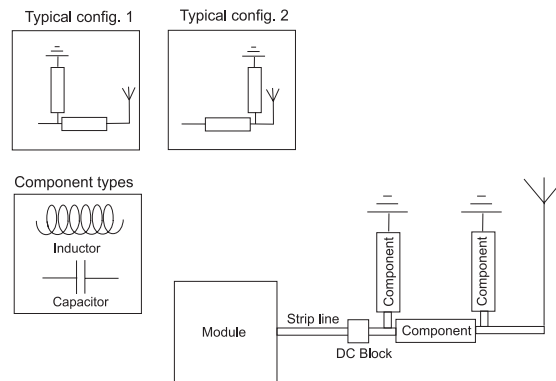 Typical config. 1
Typical config. 2
Component types
Inductor
Capacitor
Module
Strip line
DC Block
Component
Component
Component